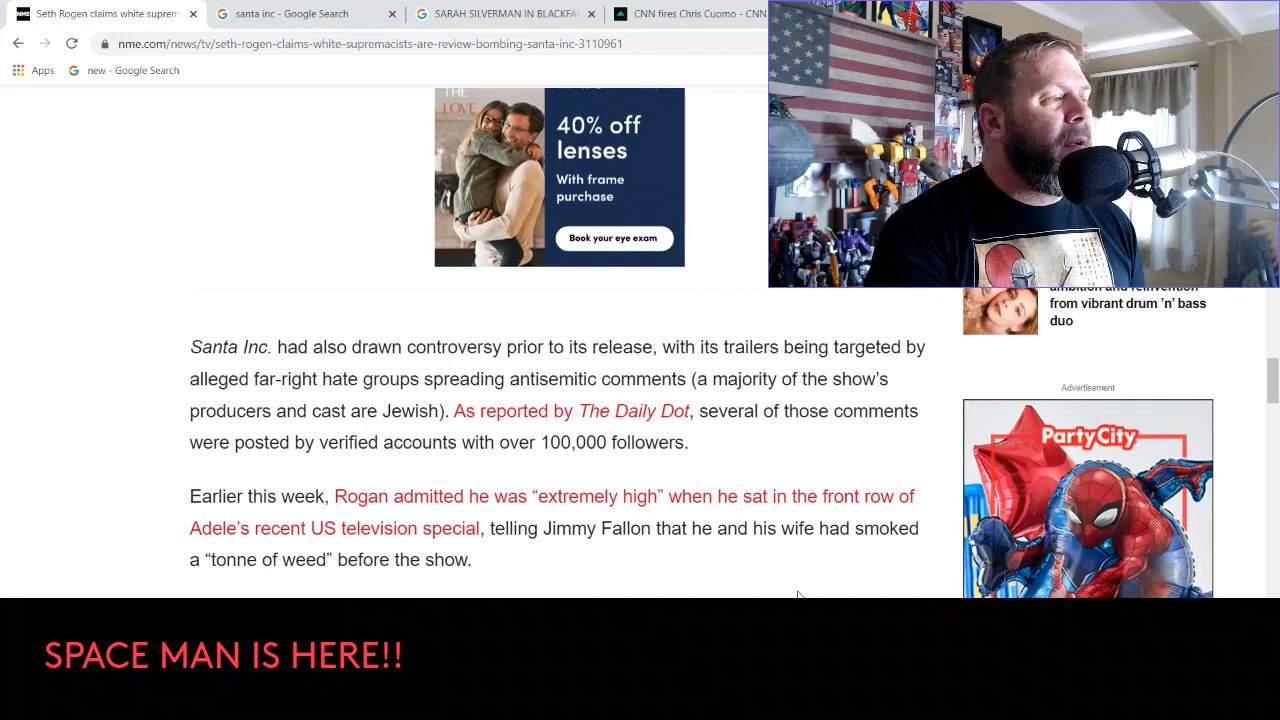 Seth Rogen claims white suprem
santa inc - Google Search
SARAH SILVERMAN IN BLACKFA
CNN fires Chris Cuomo - CNN
nme.com/news/tv/seth-rogen-claims-white-supremacists-are-review-bombing-santa-inc-3110961
Apps
new - Google Search
THE
LOVE
40% off
lenses
With frame
purchase
Book your eye exam
ambition and reinvention
from vibrant drum 'n' bass
duo
Santa Inc. had also drawn controversy prior to its release, with its trailers being targeted by
alleged far-right hate groups spreading antisemitic comments (a majority of the show's
producers and cast are Jewish). As reported by The Daily Dot, several of those comments
were posted by verified accounts with over 100,000 followers.
Earlier this week, Rogan admitted he was “extremely high” when he sat in the front row of
Adele's recent US television special, telling Jimmy Fallon that he and his wife had smoked
a “tonne of weed” before the show.
Advertisement
PartyCity
SPACE MAN IS HERE!!